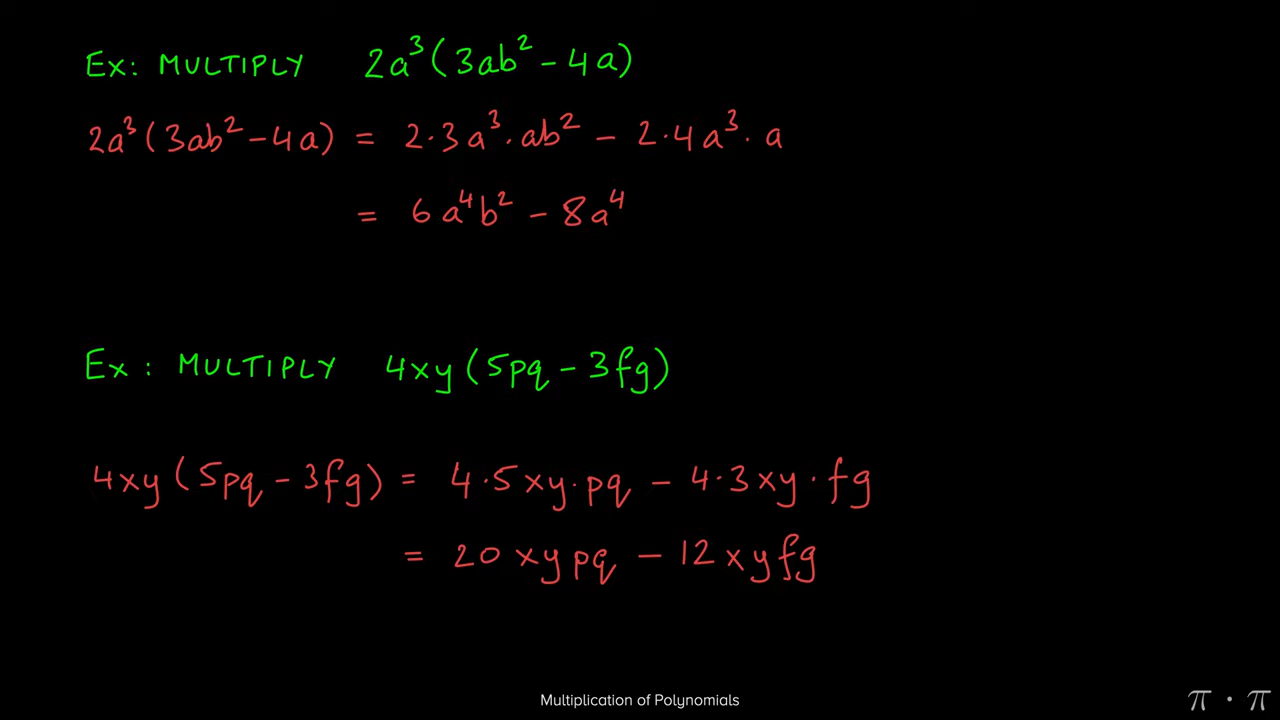 Ex: MULTIPLY 2a³(3ab² - 4a)
2a³(3ab² - 4a) = 2·3a³·ab² - 2·4a³·a
= 6a⁴b² - 8a⁴
Ex: MULTIPLY 4xy(5pq - 3fg)
4xy(5pq - 3fg) = 4·5xy·pq - 4·3xy·fg
= 20xypq - 12xyfg
Multiplication of Polynomials
π · π